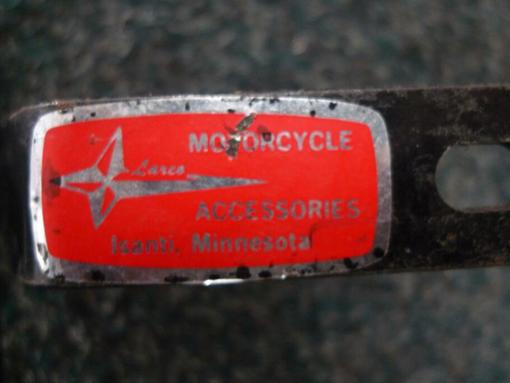 MOTORCYCLE
Larco
ACCESSORIES
Isanti, Minnesota